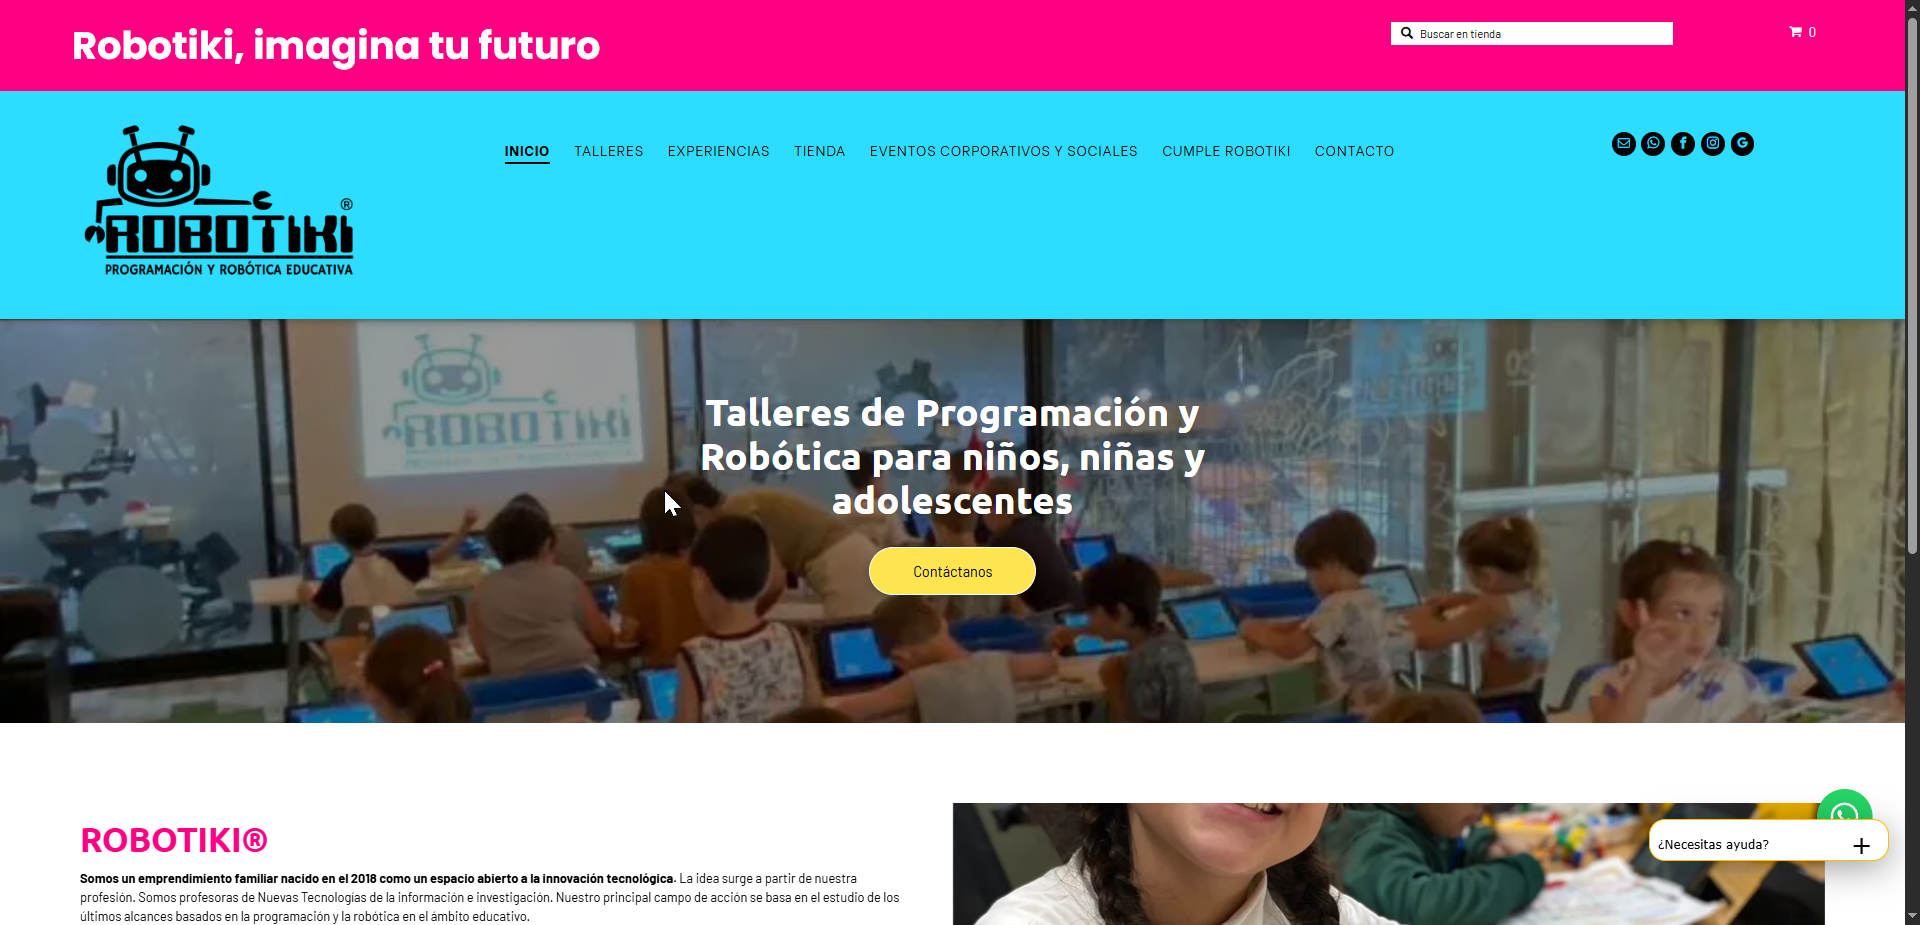 Robotiki, imagina tu futuro
Buscar en tienda
0
ROBOTIKI®
PROGRAMACIÓN Y ROBÓTICA EDUCATIVA
INICIO
TALLERES
EXPERIENCIAS
TIENDA
EVENTOS CORPORATIVOS Y SOCIALES
CUMPLE ROBOTIKI
CONTACTO
ROBOTIKI
Talleres de Programación y
Robótica para niños, niñas y
adolescentes
Contáctanos
ROBOTIKI®
Somos un emprendimiento familiar nacido en el 2018 como un espacio abierto a la innovación tecnológica. La idea surge a partir de nuestra
profesión. Somos profesoras de Nuevas Tecnologías de la información e investigación. Nuestro principal campo de acción se basa en el estudio de los
últimos alcances basados en la programación y la robótica en el ámbito educativo.
¿Necesitas ayuda?